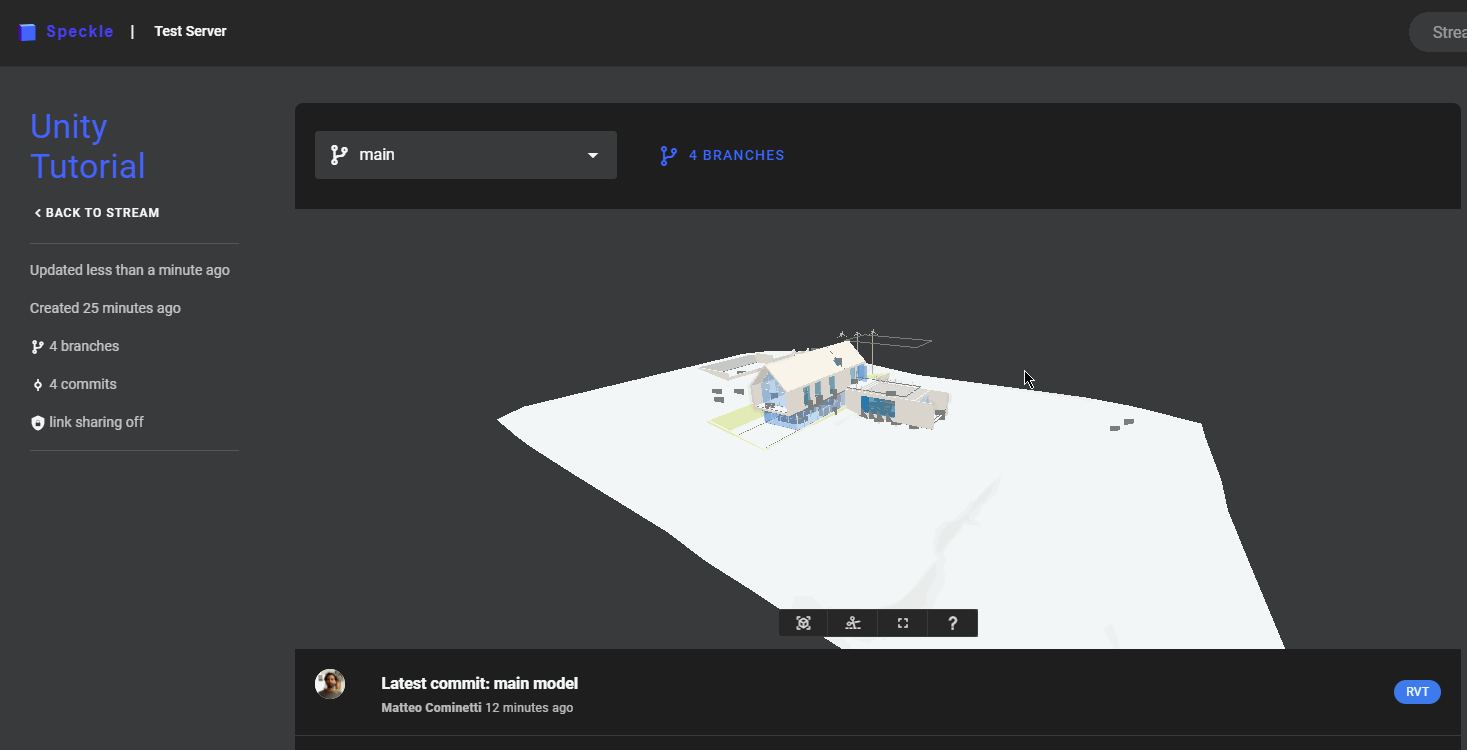 Speckle | Test Server
Strea
Unity
Tutorial
BACK TO STREAM
Updated less than a minute ago
Created 25 minutes ago
4 branches
4 commits
link sharing off
main
4 BRANCHES
?
Latest commit: main model
Matteo Cominetti 12 minutes ago
RVT